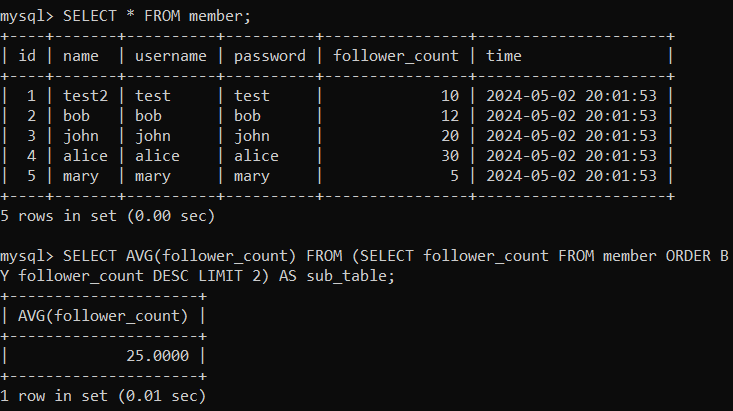 mysql> SELECT * FROM member;
+----+-------+----------+----------+----------------+---------------------+
| id | name  | username | password | follower_count | time                |
+----+-------+----------+----------+----------------+---------------------+
|  1 | test2 | test     | test     |             10 | 2024-05-02 20:01:53 |
|  2 | bob   | bob      | bob      |             12 | 2024-05-02 20:01:53 |
|  3 | john  | john     | john     |             20 | 2024-05-02 20:01:53 |
|  4 | alice | alice    | alice    |             30 | 2024-05-02 20:01:53 |
|  5 | mary  | mary     | mary     |              5 | 2024-05-02 20:01:53 |
+----+-------+----------+----------+----------------+---------------------+
5 rows in set (0.00 sec)
mysql> SELECT AVG(follower_count) FROM (SELECT follower_count FROM member ORDER B
Y follower_count DESC LIMIT 2) AS sub_table;
+---------------------+
| AVG(follower_count) |
+---------------------+
|             25.0000 |
+---------------------+
1 row in set (0.01 sec)